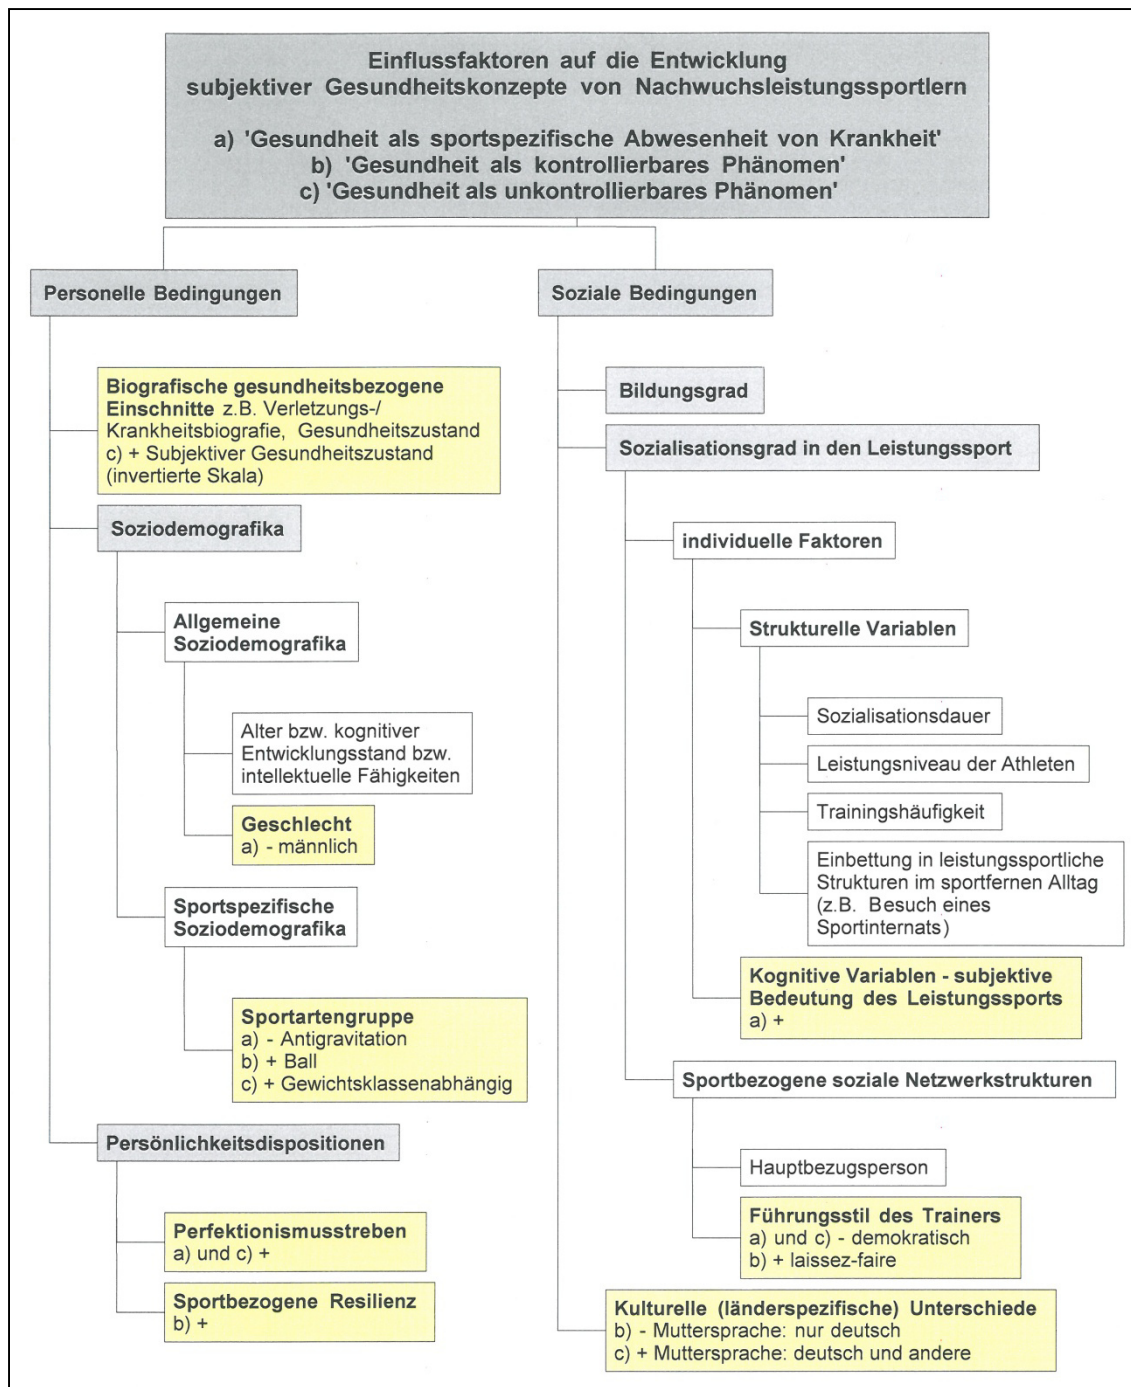 Einflussfaktoren auf die Entwicklung
subjektiver Gesundheitskonzepte von Nachwuchsleistungssportlern
a) 'Gesundheit als sportspezifische Abwesenheit von Krankheit'
b) 'Gesundheit als kontrollierbares Phänomen'
c) 'Gesundheit als unkontrollierbares Phänomen'
Personelle Bedingungen
Biografische gesundheitsbezogene
Einschnitte z.B. Verletzungs-/
Krankheitsbiografie, Gesundheitszustand
c) + Subjektiver Gesundheitszustand
(invertierte Skala)
Soziodemografika
Allgemeine
Soziodemografika
Alter bzw. kognitiver
Entwicklungsstand bzw.
intellektuelle Fähigkeiten
Geschlecht
a) - männlich
Sportspezifische
Soziodemografika
Sportartengruppe
a) - Antigravitation
b) + Ball
c) + Gewichtsklassenabhängig
Persönlichkeitsdispositionen
Perfektionismusstreben
a) und c) +
Sportbezogene Resilienz
b) +
Soziale Bedingungen
Bildungsgrad
Sozialisationsgrad in den Leistungssport
individuelle Faktoren
Strukturelle Variablen
Sozialisationsdauer
Leistungsniveau der Athleten
Trainingshäufigkeit
Einbettung in leistungssportliche
Strukturen im sportfernen Alltag
(z.B. Besuch eines
Sportinternats)
Kognitive Variablen - subjektive
Bedeutung des Leistungssports
a) +
Sportbezogene soziale Netzwerkstrukturen
Hauptbezugsperson
Führungsstil des Trainers
a) und c) - demokratisch
b) + laissez-faire
Kulturelle (länderspezifische) Unterschiede
b) - Muttersprache: nur deutsch
c) + Muttersprache: deutsch und andere